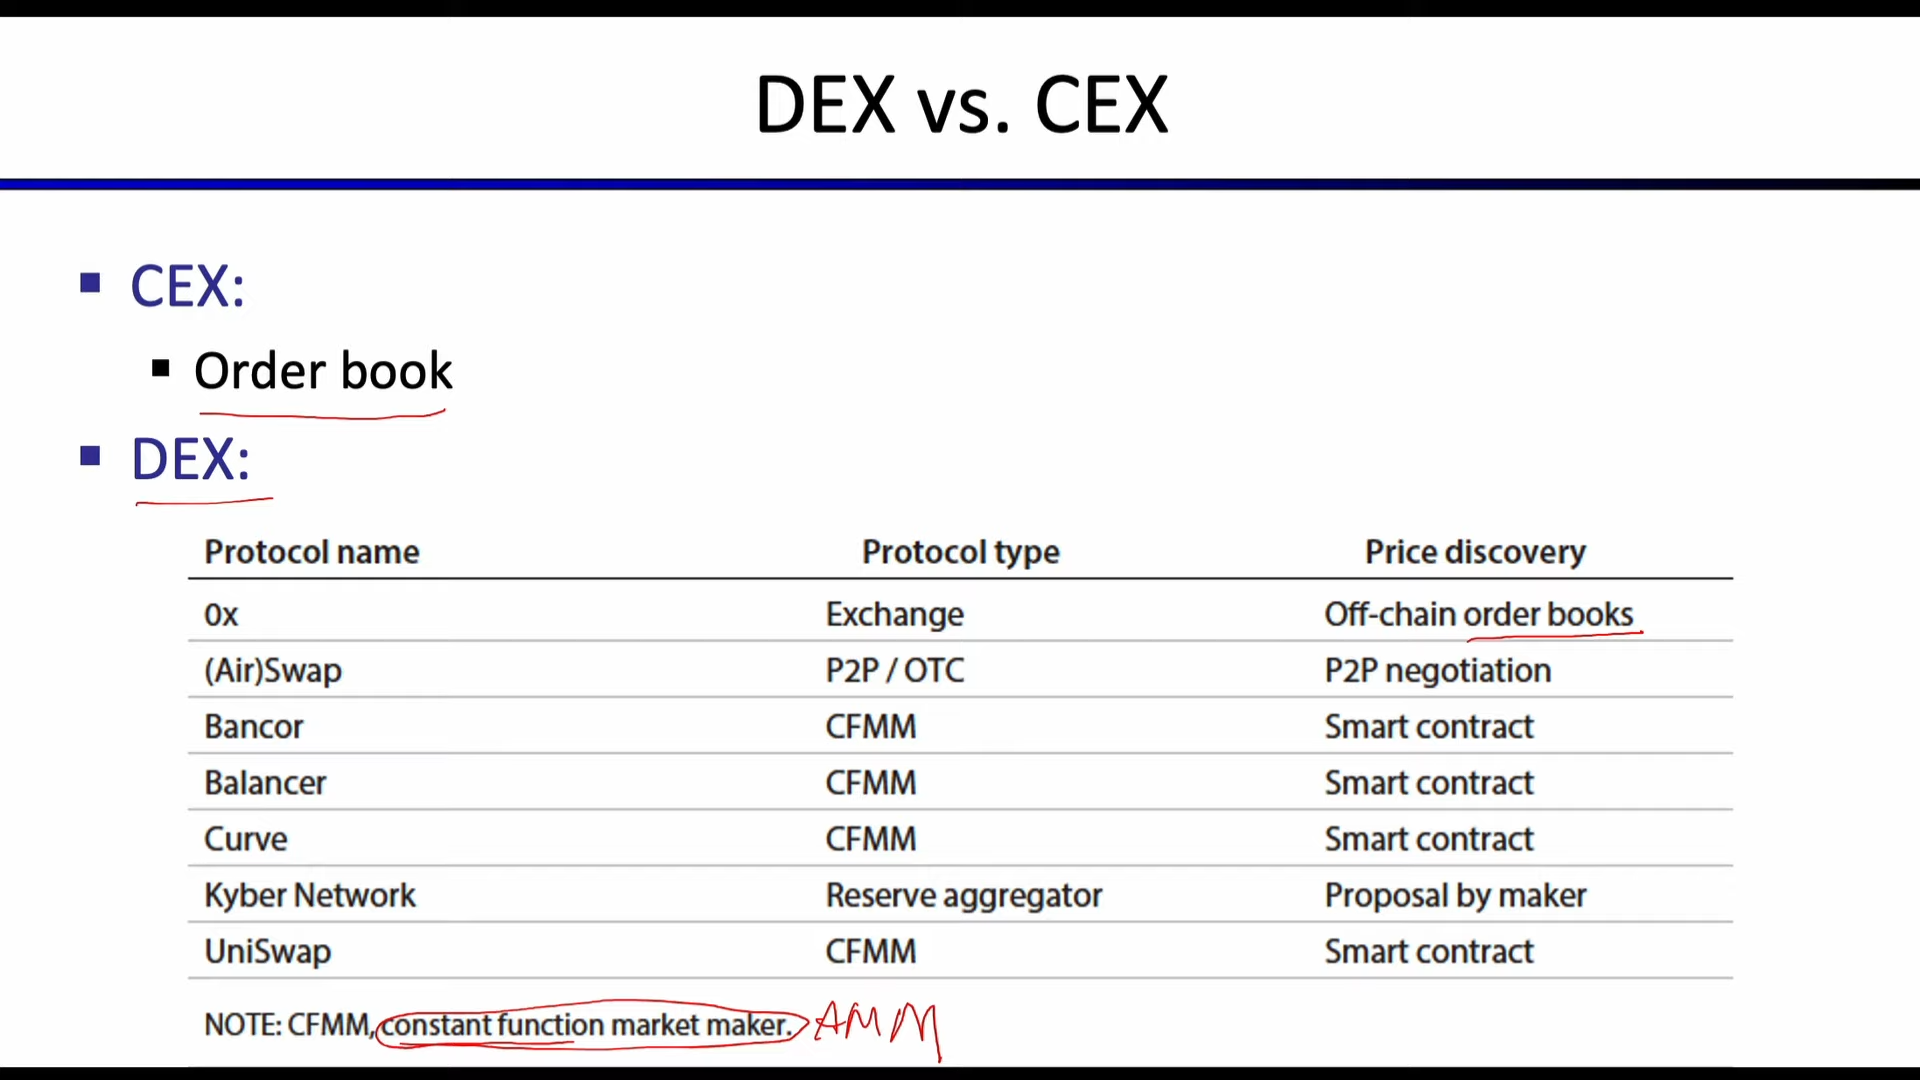 DEX vs. CEX
CEX:
Order book
DEX:
Protocol name Protocol type Price discovery
0x Exchange Off-chain order books
(Air)Swap P2P / OTC P2P negotiation
Bancor CFMM Smart contract
Balancer CFMM Smart contract
Curve CFMM Smart contract
Kyber Network Reserve aggregator Proposal by maker
UniSwap CFMM Smart contract
NOTE: CFMM, constant function market maker. AMM